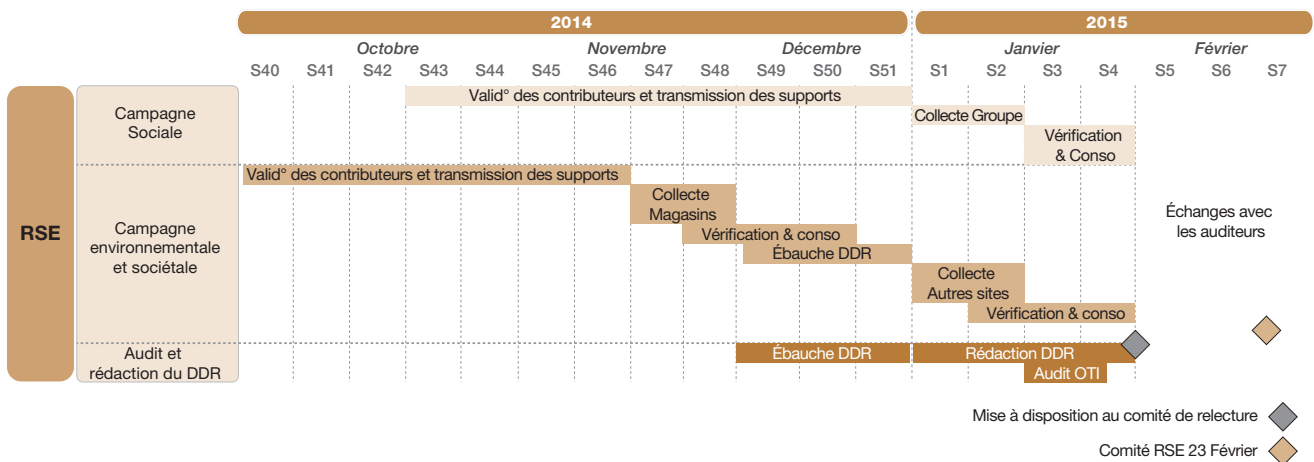 2014
2015
Octobre
Novembre
Décembre
Janvier
Février
S40 S41 S42 S43 S44 S45 S46 S47 S48 S49 S50 S51 S1 S2 S3 S4 S5 S6 S7
RSE
Campagne
Sociale
Valid° des contributeurs et transmission des supports
Collecte Groupe
Vérification
& Conso
Campagne
environnementale
et sociétale
Valid° des contributeurs et transmission des supports
Collecte
Magasins
Vérification & conso
Ébauche DDR
Collecte
Autres sites
Vérification & conso
Échanges avec
les auditeurs
Audit et
rédaction du DDR
Ébauche DDR
Rédaction DDR
Audit OTI
Mise à disposition au comité de relecture
Comité RSE 23 Février